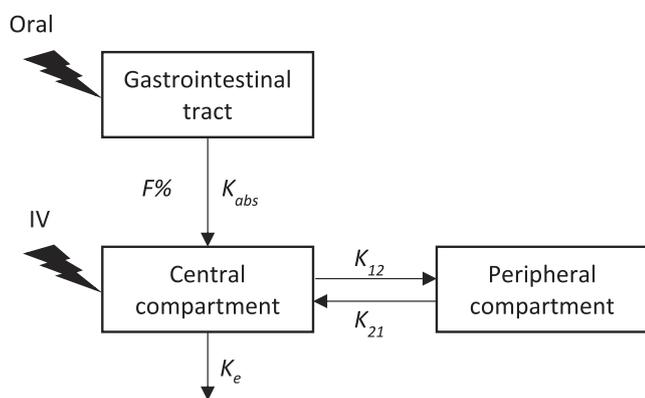 Oral
Gastrointestinal
tract
F% K_abs
IV
Central
compartment
K_12
K_21
Peripheral
compartment
K_e